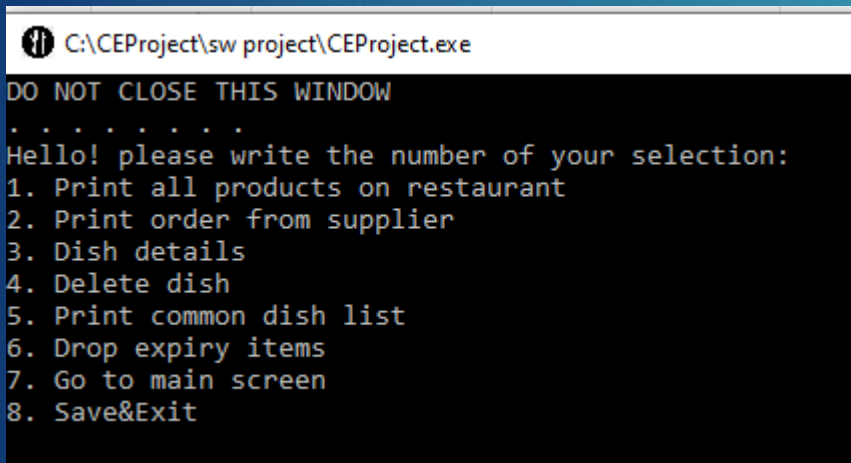 C:\CEProject\sw project\CEProject.exe
DO NOT CLOSE THIS WINDOW
. . . . . . . .
Hello! please write the number of your selection:
1. Print all products on restaurant
2. Print order from supplier
3. Dish details
4. Delete dish
5. Print common dish list
6. Drop expiry items
7. Go to main screen
8. Save&Exit